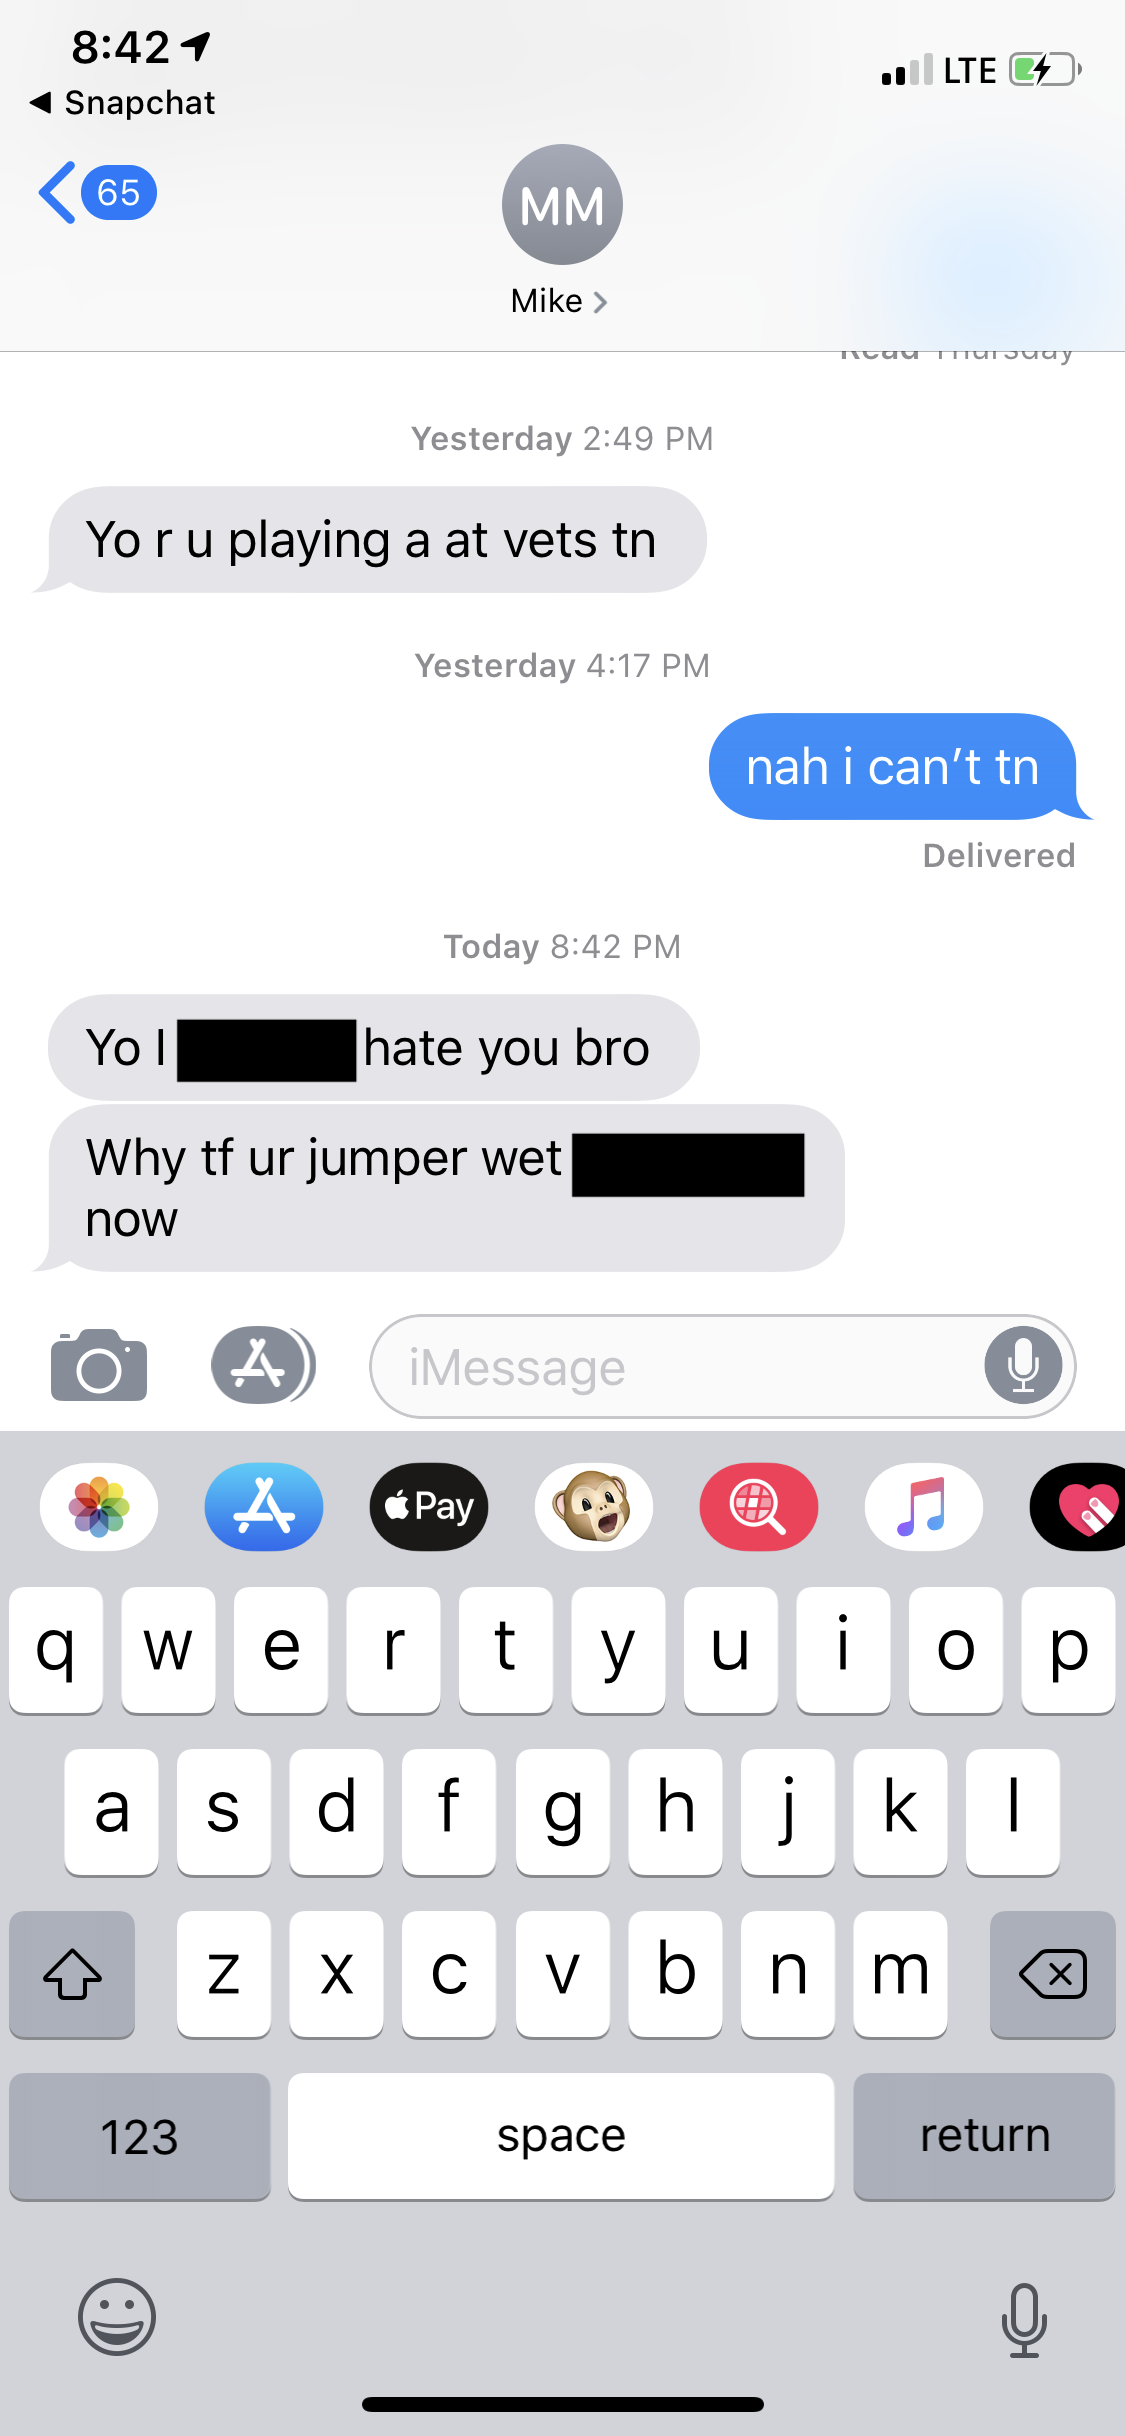 8:42
LTE
◀ Snapchat
65
MM
Mike >
Read Thursday
Yesterday 2:49 PM
Yo r u playing a at vets tn
Yesterday 4:17 PM
nah i can’t tn
Delivered
Today 8:42 PM
Yo I hate you bro
Why tf ur jumper wet
now
iMessage
Pay
q w e r t y u i o p
a s d f g h j k l
z x c v b n m
123 space return